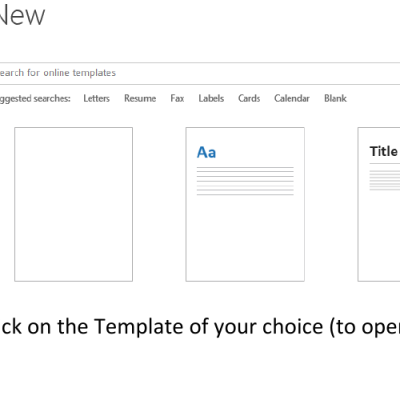 New
earch for online templates
ggested searches: Letters Resume Fax Labels Cards Calendar Blank
Aa Title
ck on the Template of your choice (to ope